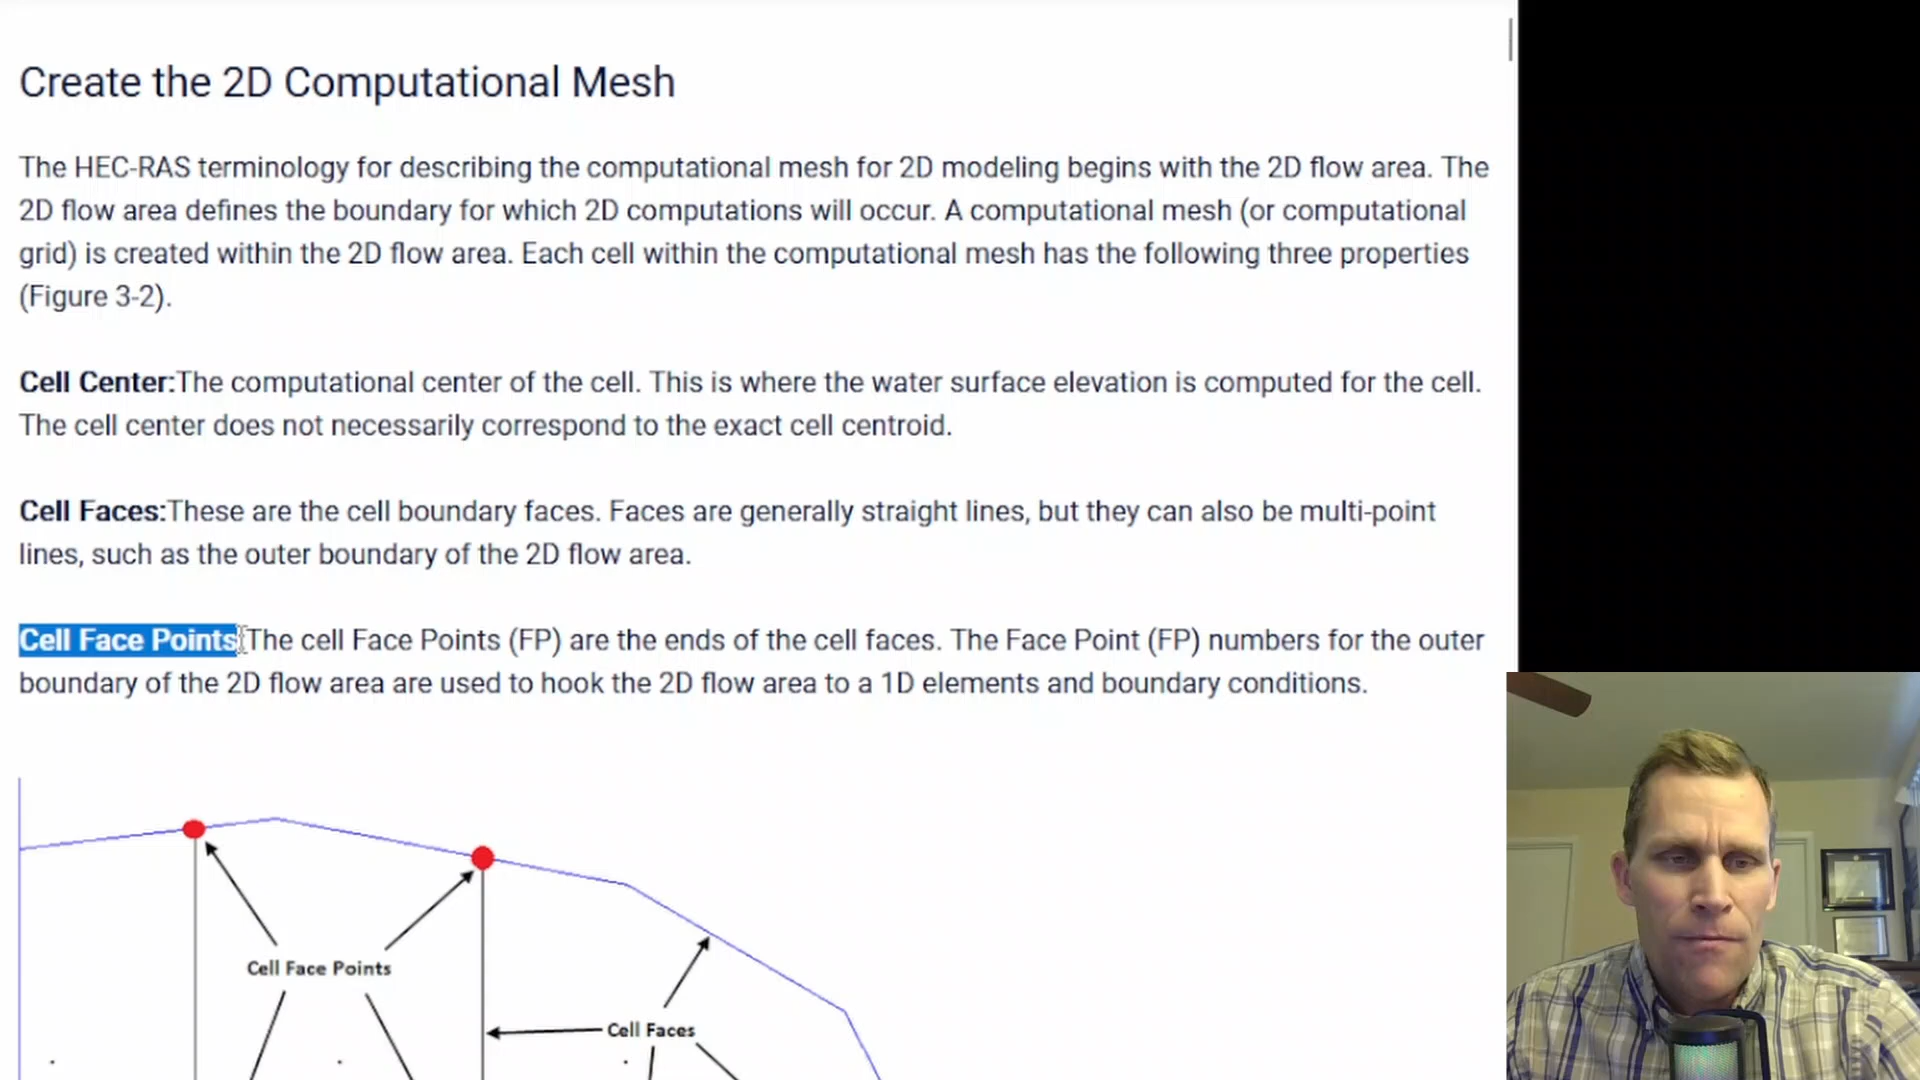 Create the 2D Computational Mesh
The HEC-RAS terminology for describing the computational mesh for 2D modeling begins with the 2D flow area. The
2D flow area defines the boundary for which 2D computations will occur. A computational mesh (or computational
grid) is created within the 2D flow area. Each cell within the computational mesh has the following three properties
(Figure 3-2).
Cell Center:The computational center of the cell. This is where the water surface elevation is computed for the cell.
The cell center does not necessarily correspond to the exact cell centroid.
Cell Faces:These are the cell boundary faces. Faces are generally straight lines, but they can also be multi-point
lines, such as the outer boundary of the 2D flow area.
Cell Face Points:The cell Face Points (FP) are the ends of the cell faces. The Face Point (FP) numbers for the outer
boundary of the 2D flow area are used to hook the 2D flow area to a 1D elements and boundary conditions.
Cell Face Points
Cell Faces